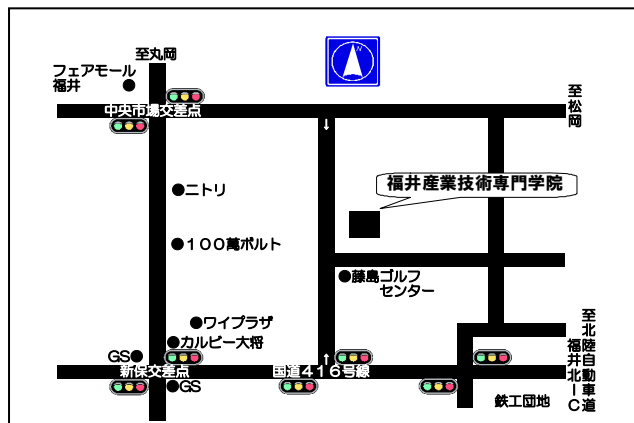 至丸岡
N
フェアモール
福井
中央市場交差点
至松岡
↓
福井産業技術専門学院
●ニトリ
●100萬ボルト
●藤島ゴルフ
センター
●ワイプラザ
●カルビー大将
GS●
↑
新保交差点
国道416号線
●GS
至北陸自動車道
福井北IC
鉄工団地